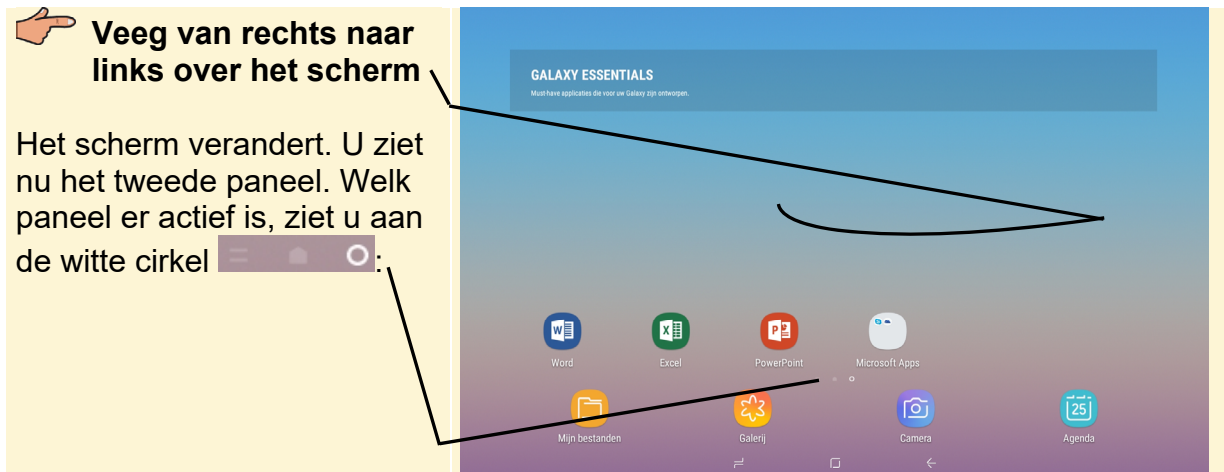 Veeg van rechts naar
links over het scherm
Het scherm verandert. U ziet
nu het tweede paneel. Welk
paneel er actief is, ziet u aan
de witte cirkel :
GALAXY ESSENTIALS
Must-have applicaties die voor uw Galaxy zijn ontworpen.
Word Excel PowerPoint Microsoft Apps
Mijn bestanden Galerij Camera Agenda
25